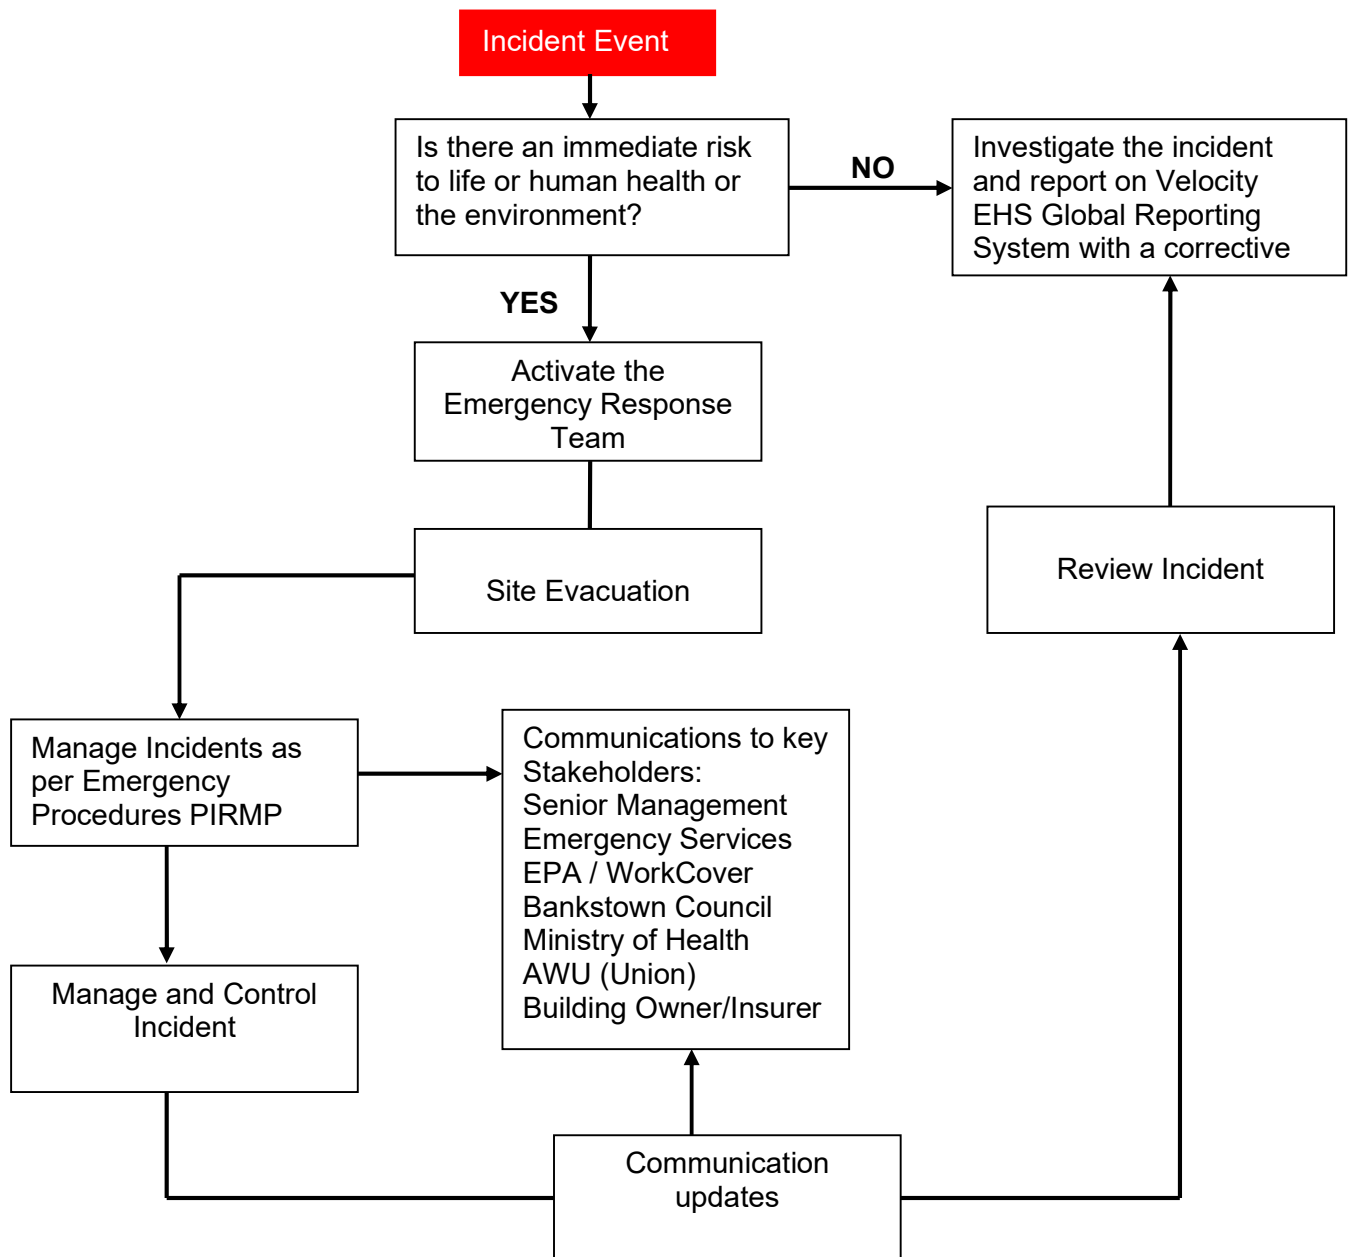 Incident Event
Is there an immediate risk
to life or human health or
the environment?
NO
Investigate the incident
and report on Velocity
EHS Global Reporting
System with a corrective
YES
Activate the
Emergency Response
Team
Site Evacuation
Review Incident
Manage Incidents as
per Emergency
Procedures PIRMP
Communications to key
Stakeholders:
Senior Management
Emergency Services
EPA / WorkCover
Bankstown Council
Ministry of Health
AWU (Union)
Building Owner/Insurer
Manage and Control
Incident
Communication
updates